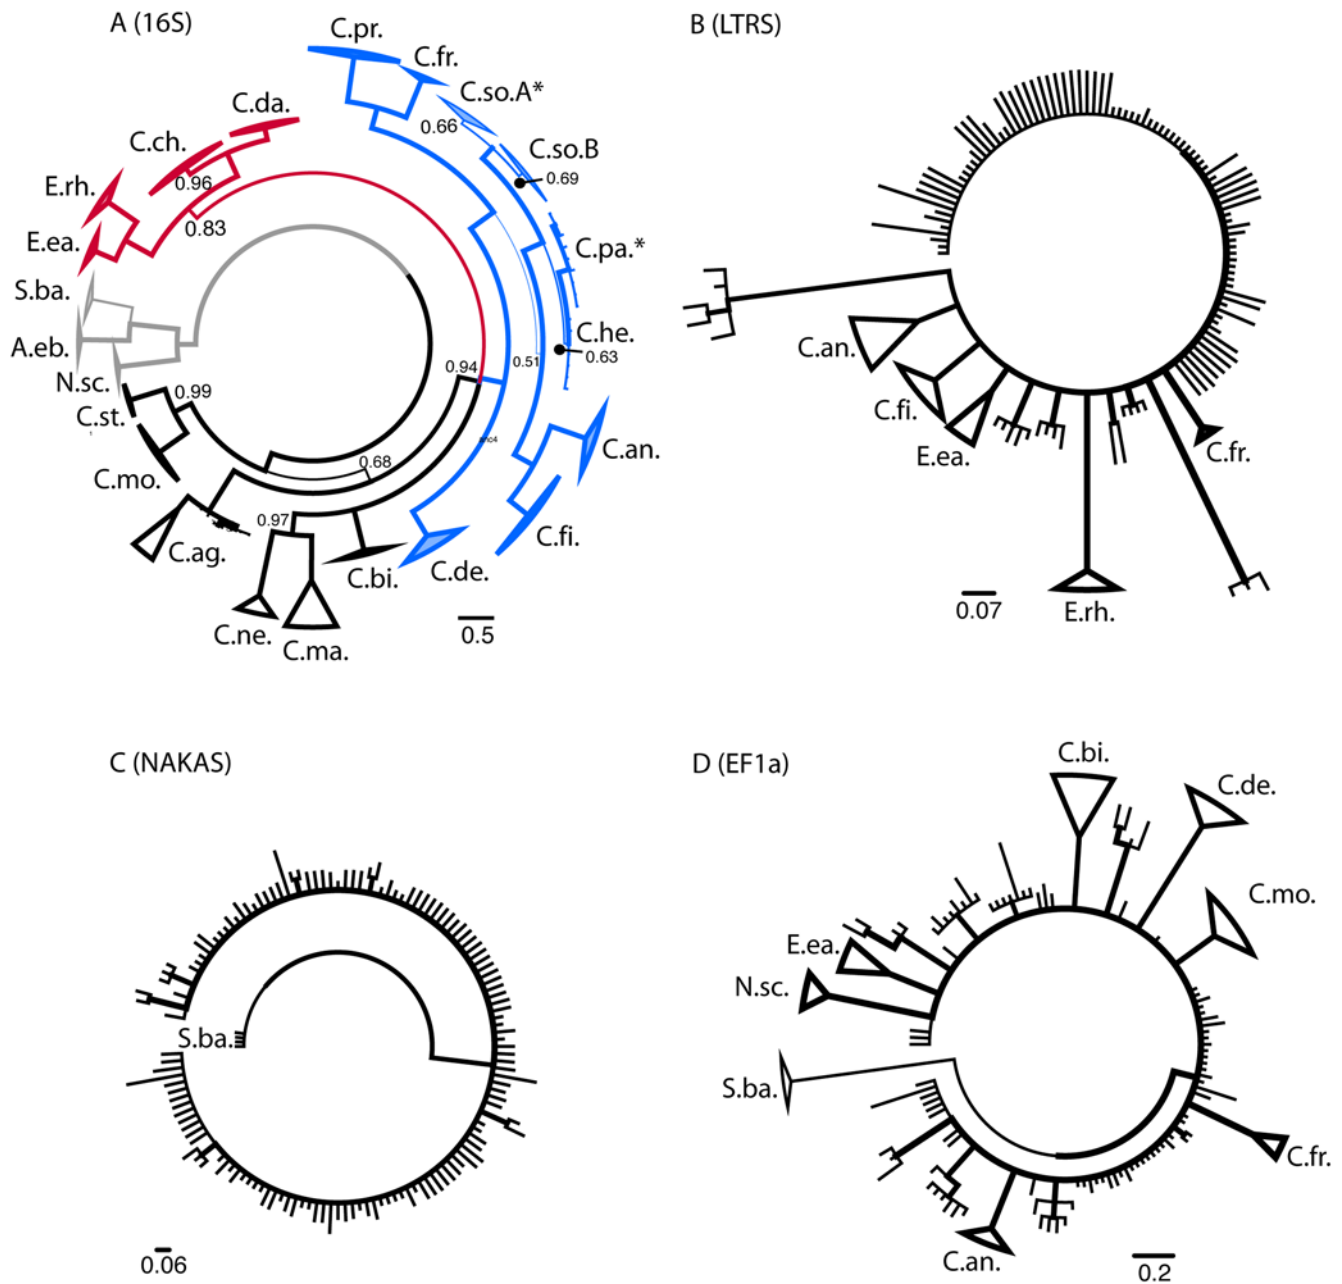 A (16S)
B (LTRS)
C.pr.
C.fr.
C.so.A*
C.da.
0.66
C.ch.
C.so.B
0.69
E.rh.
0.96
0.83
E.ea.
C.pa.*
S.ba.
C.he.
A.eb.
0.63
0.51
0.94
N.sc.
0.99
C.st.
C.an.
0.68
C.mo.
0.97
C.ag.
C.fi.
C.bi.
C.de.
C.ne.
C.ma.
0.5
C.an.
C.fi.
E.ea.
C.fr.
0.07
E.rh.
C (NAKAS)
D (EF1a)
S.ba.
0.06
C.bi.
C.de.
C.mo.
E.ea.
N.sc.
S.ba.
C.fr.
C.an.
0.2